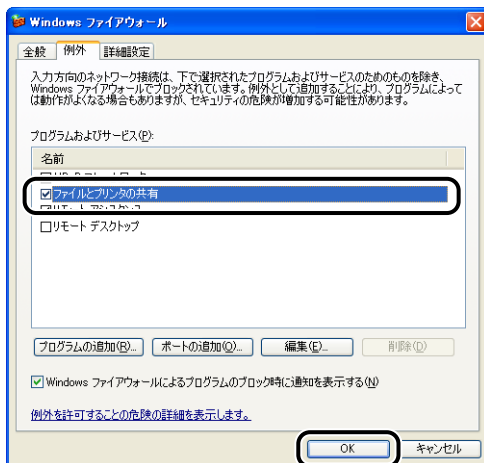 Windows ファイアウォール
全般 例外 詳細設定
入力方向のネットワーク接続は、下で選択されたプログラムおよびサービスのためのものを除き、
Windows ファイアウォールでブロックされています。例外として追加することにより、プログラムによって
は動作がよくなる場合もありますが、セキュリティの危険が増加する可能性があります。
プログラムおよびサービス(P):
名前
ファイルとプリンタの共有
リモート アシスタンス
リモート デスクトップ
プログラムの追加(R)... ポートの追加(O)... 編集(E)... 削除(D)
Windows ファイアウォールによるプログラムのブロック時に通知を表示する(N)
例外を許可することの危険の詳細を表示します。
OK キャンセル